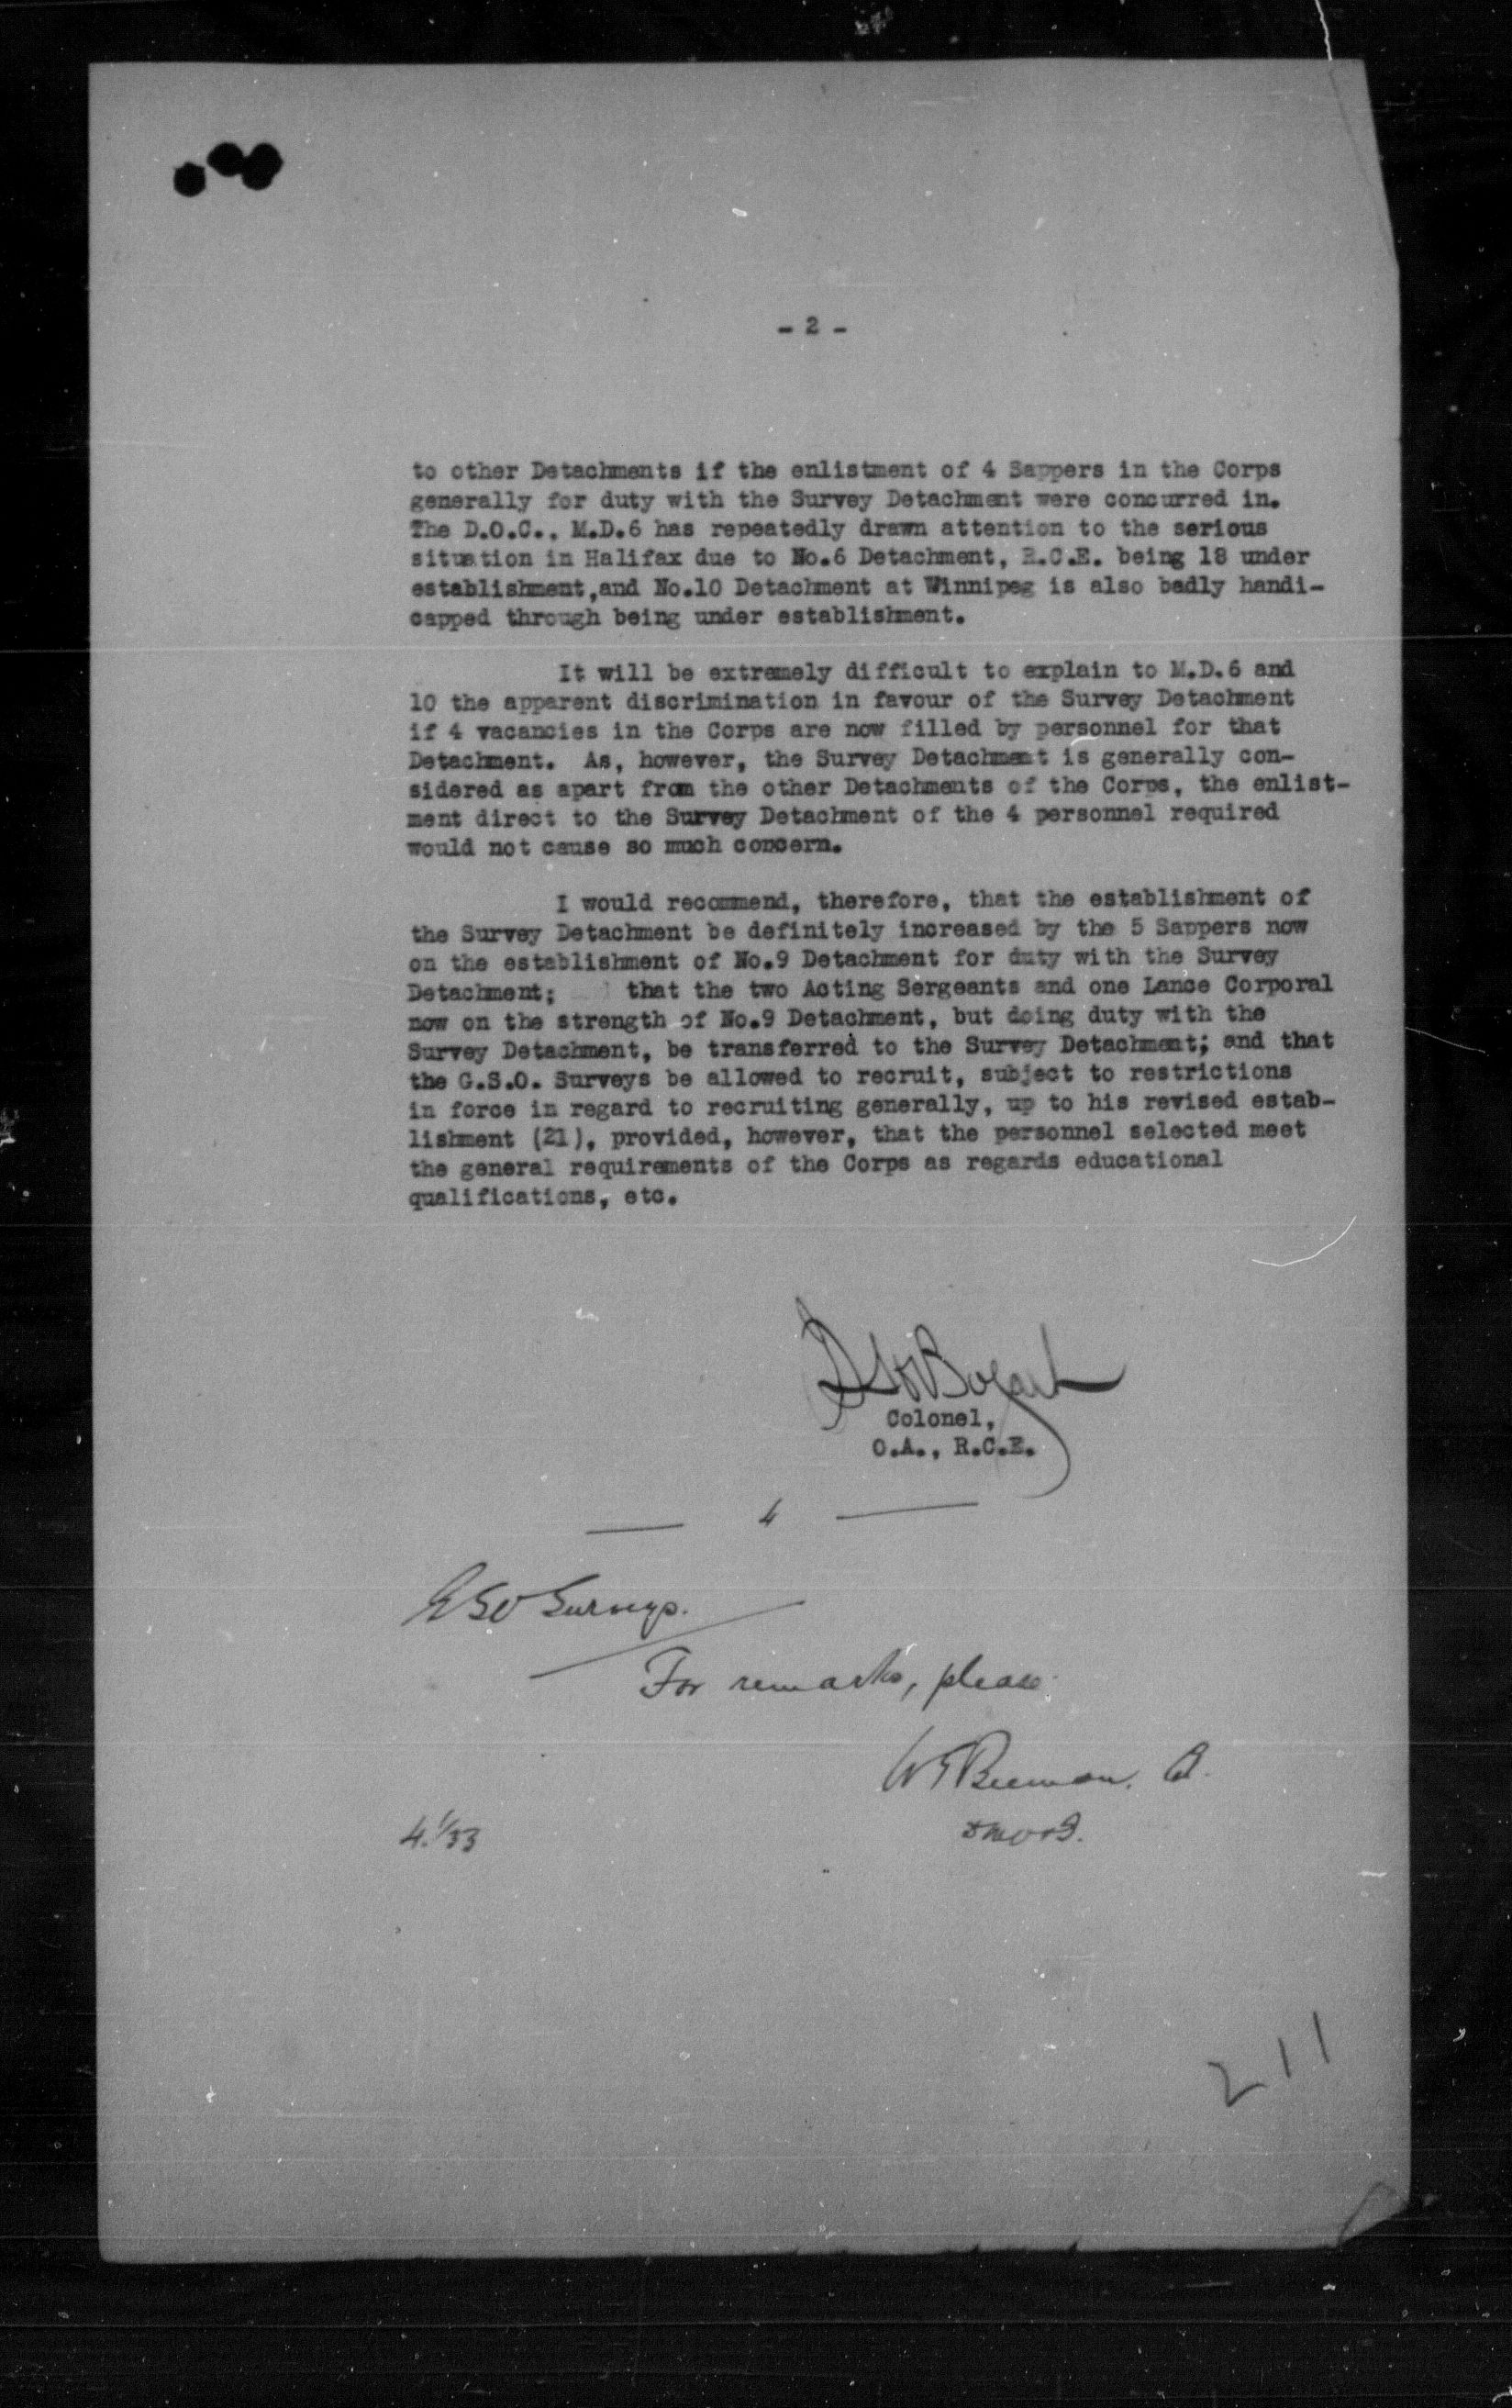 - 2 -
to other Detachments if the enlistment of 4 Sappers in the Corps
generally for duty with the Survey Detachment were concurred in.
The D.O.C., M.D.6 has repeatedly drawn attention to the serious
situation in Halifax due to No.6 Detachment, R.C.E. being 18 under
establishment,and No.10 Detachment at Winnipeg is also badly handi-
capped through being under establishment.
It will be extremely difficult to explain to M.D.6 and
10 the apparent discrimination in favour of the Survey Detachment
if 4 vacancies in the Corps are now filled by personnel for that
Detachment. As, however, the Survey Detachment is generally con-
sidered as apart from the other Detachments of the Corps, the enlist-
ment direct to the Survey Detachment of the 4 personnel required
would not cause so much concern.
I would recommend, therefore, that the establishment of
the Survey Detachment be definitely increased by the 5 Sappers now
on the establishment of No.9 Detachment for duty with the Survey
Detachment; that the two Acting Sergeants and one Lance Corporal
now on the strength of No.9 Detachment, but doing duty with the
Survey Detachment, be transferred to the Survey Detachment; and that
the G.S.O. Surveys be allowed to recruit, subject to restrictions
in force in regard to recruiting generally, up to his revised estab-
lishment (21), provided, however, that the personnel selected meet
the general requirements of the Corps as regards educational
qualifications, etc.
Colonel,
O.A., R.C.E.
4
GSO Surveys.
For remarks, please.
W Beeman.
4.1/33
211